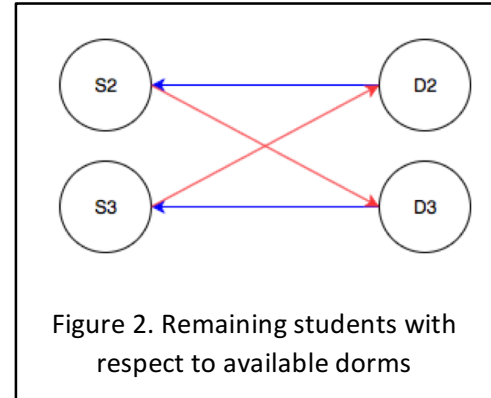 S2 D2
S3 D3
Figure 2. Remaining students with
respect to available dorms